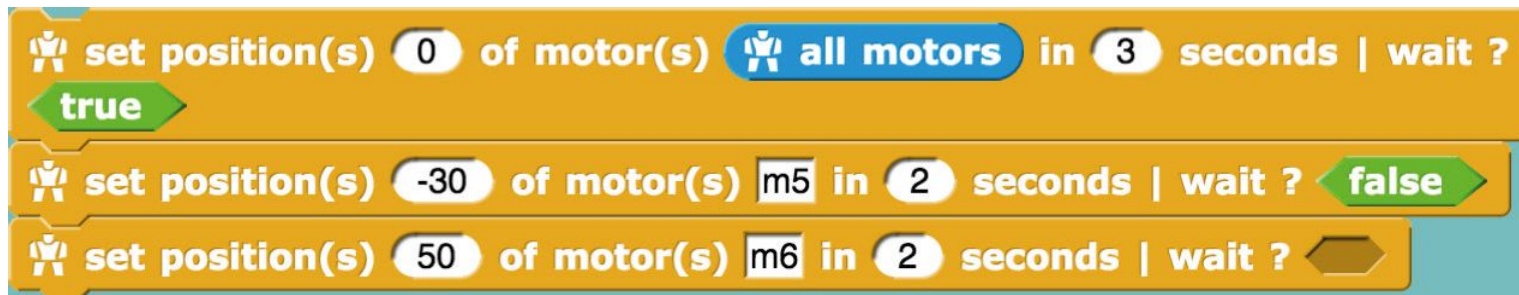 set position(s) 0 of motor(s) all motors in 3 seconds | wait ?
true
set position(s) -30 of motor(s) m5 in 2 seconds | wait ? false
set position(s) 50 of motor(s) m6 in 2 seconds | wait ?